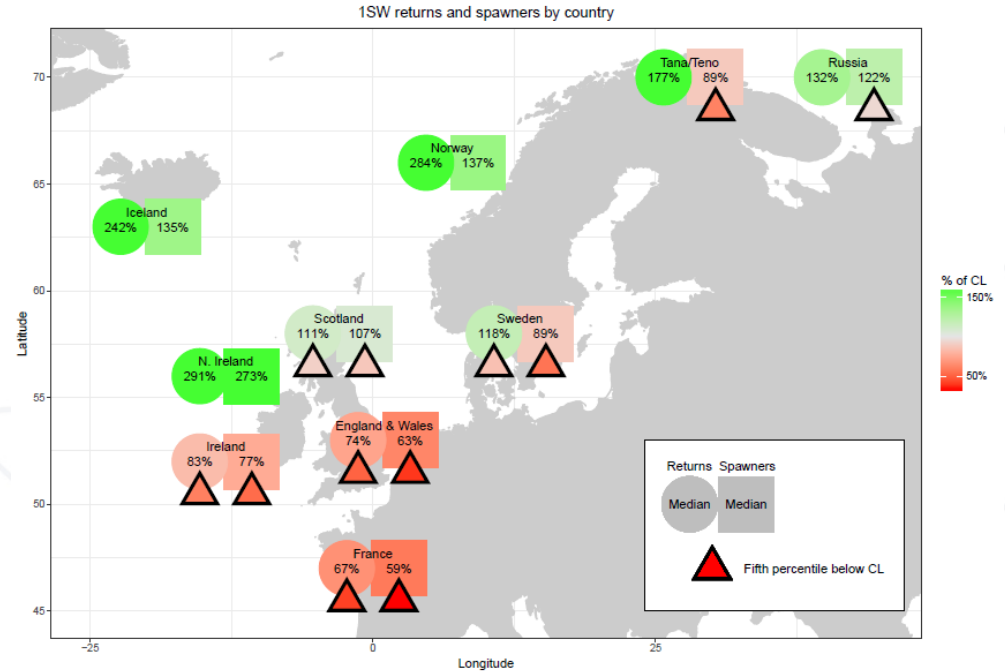 1SW returns and spawners by country
70
65
60
55
50
45
Latitude
−25
0
25
Longitude
Tana/Teno
177% 89%
Russia
132% 122%
Norway
284% 137%
Iceland
242% 135%
Scotland
111% 107%
Sweden
118% 89%
N. Ireland
291% 273%
England & Wales
74% 63%
Ireland
83% 77%
France
67% 59%
% of CL
150%
50%
Returns Spawners
Median Median
Fifth percentile below CL